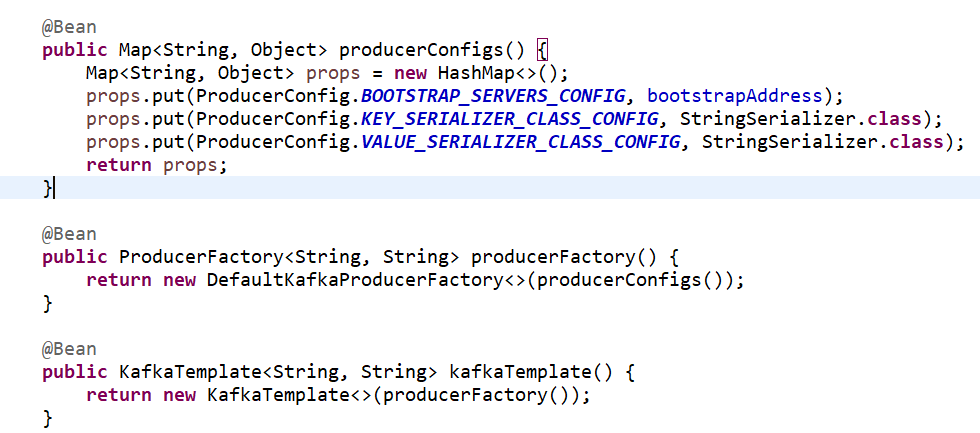 @Bean
public Map<String, Object> producerConfigs() {
    Map<String, Object> props = new HashMap<>();
    props.put(ProducerConfig.BOOTSTRAP_SERVERS_CONFIG, bootstrapAddress);
    props.put(ProducerConfig.KEY_SERIALIZER_CLASS_CONFIG, StringSerializer.class);
    props.put(ProducerConfig.VALUE_SERIALIZER_CLASS_CONFIG, StringSerializer.class);
    return props;
}

@Bean
public ProducerFactory<String, String> producerFactory() {
    return new DefaultKafkaProducerFactory<>(producerConfigs());
}

@Bean
public KafkaTemplate<String, String> kafkaTemplate() {
    return new KafkaTemplate<>(producerFactory());
}